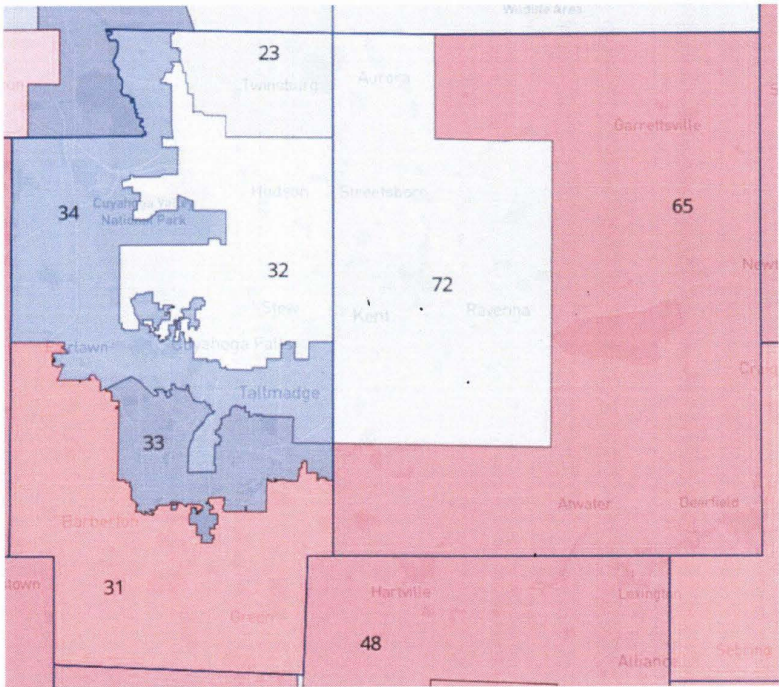 Wildlife Area
23
Twinsburg
Aurora
Garrettsville
34
Cuyahoga Valley
National Park
Hudson
Streetsboro
65
32
72
Stow
Kent
Ravenna
Cuyahoga Falls
Tallmadge
33
Atwater
Deerfield
Barberton
31
Green
Hartville
Lexington
48
Alliance
Sebring